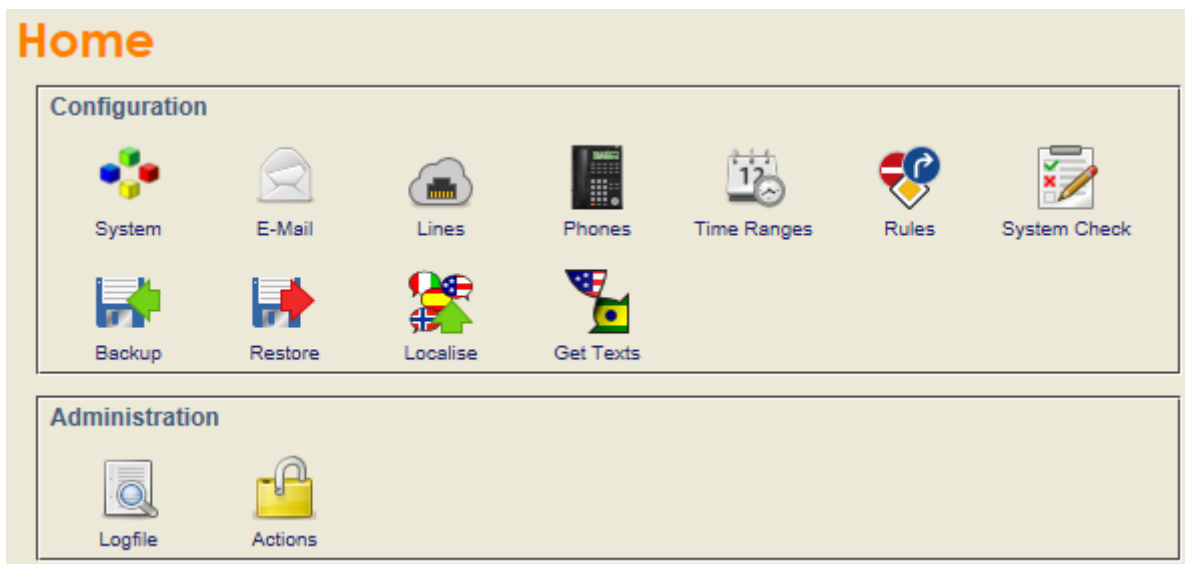 Home
Configuration
12
System E-Mail Lines Phones Time Ranges Rules System Check
Backup Restore Localise Get Texts
Administration
Logfile Actions